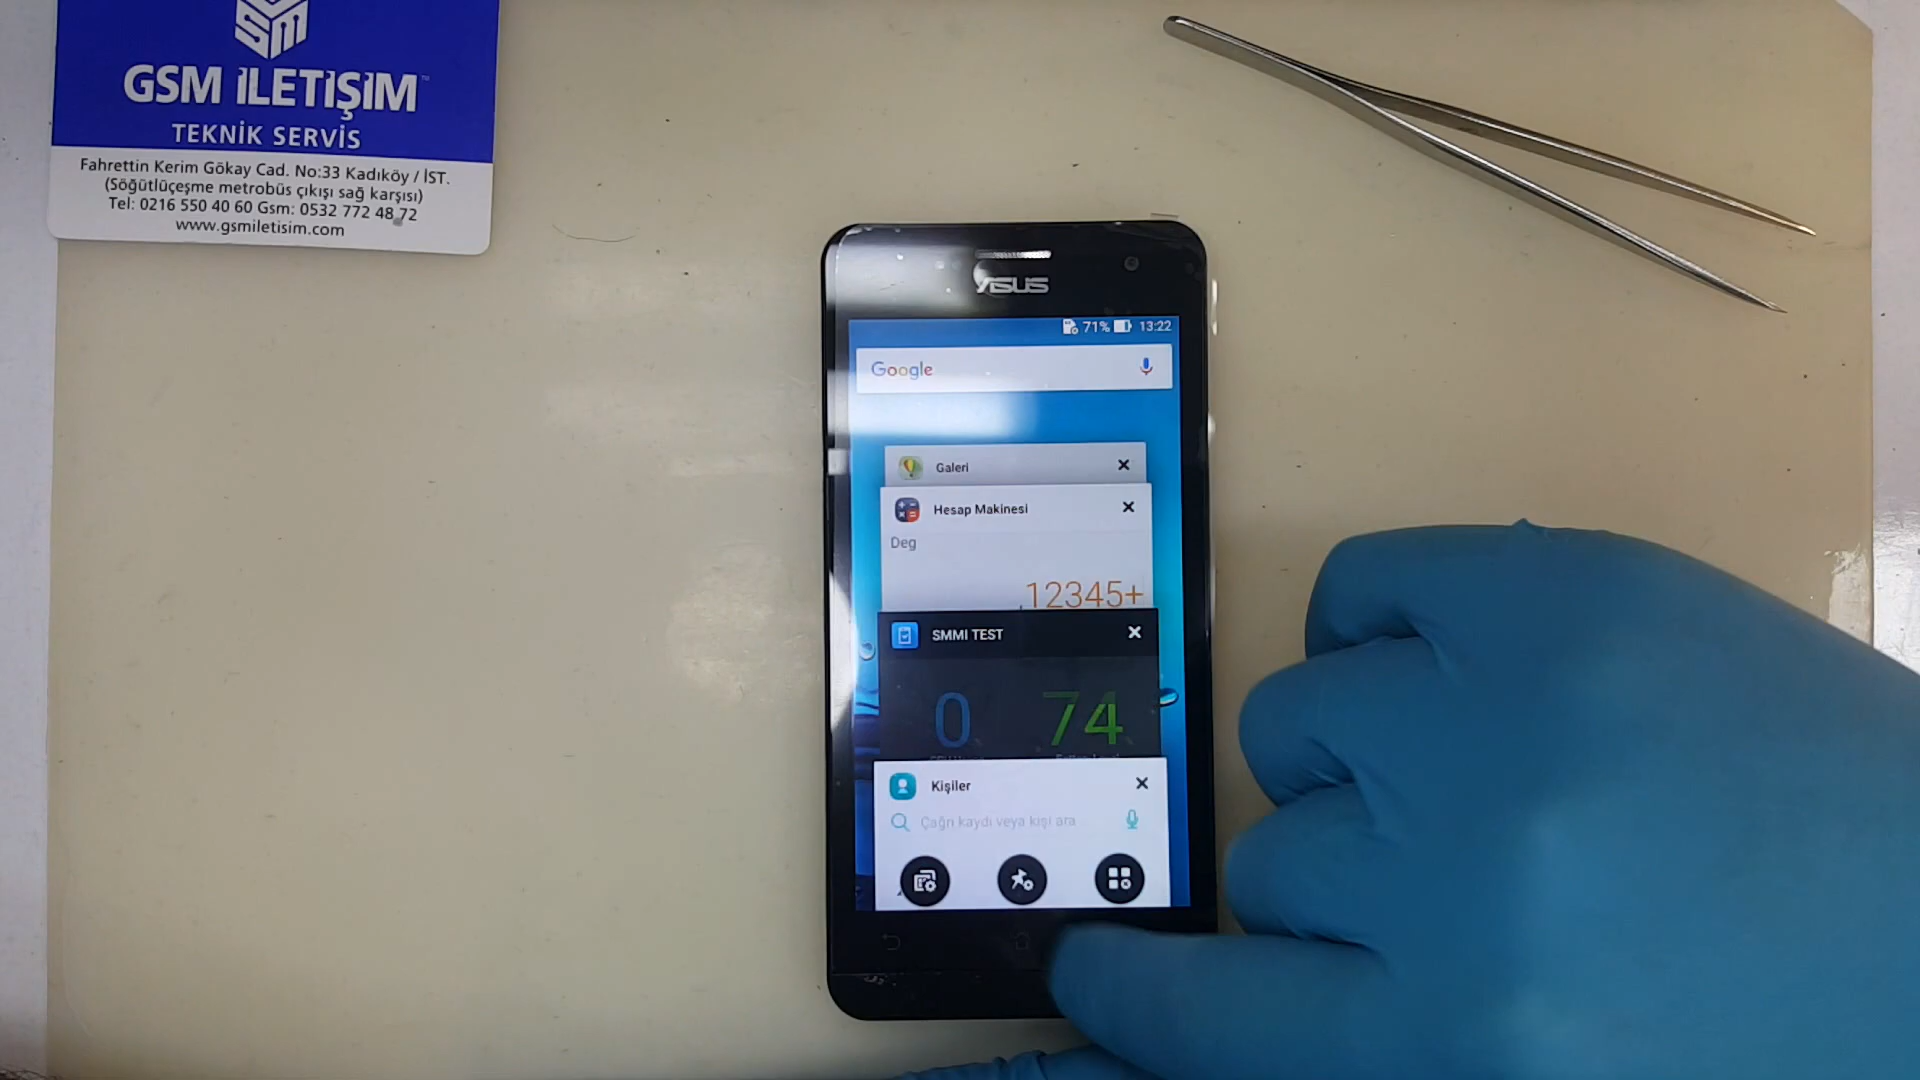 SM
GSM İLETİŞİM™
TEKNİK SERVİS
Fahrettin Kerim Gökay Cad. No:33 Kadıköy / İST.
(Söğütlüçeşme metrobüs çıkışı sağ karşısı)
Tel: 0216 550 40 60 Gsm: 0532 772 48 72
www.gsmiletisim.com
ASUS
71% 13:22
Google
Galeri
Hesap Makinesi
Deg
12345+
SMMI TEST
0 74
Kişiler
Çağrı kaydı veya kişi ara